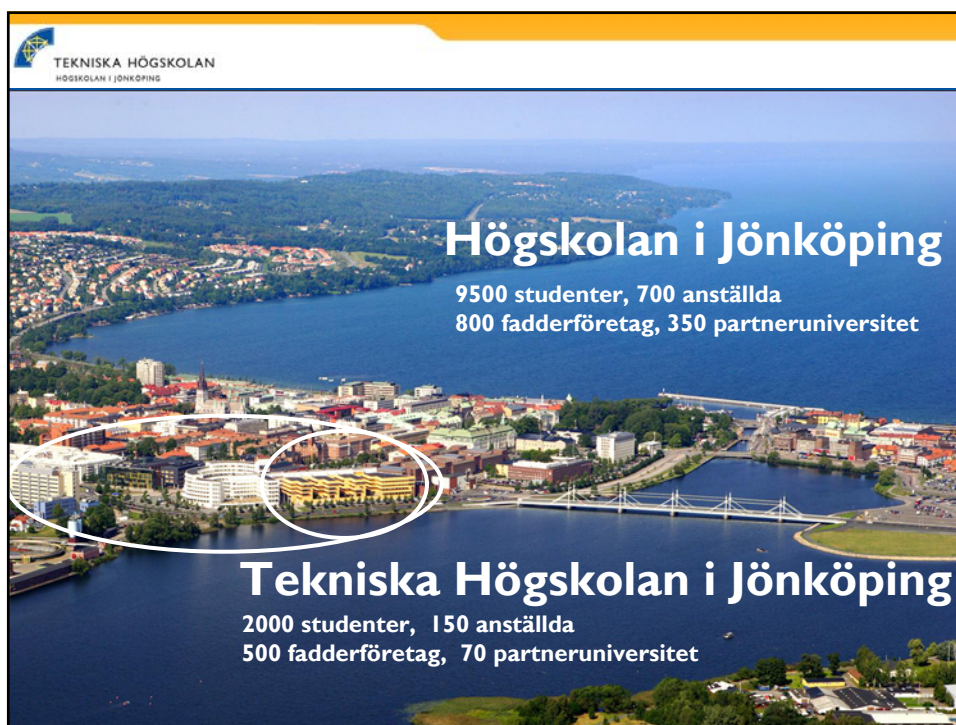 TEKNISKA HÖGSKOLAN
HÖGSKOLAN I JÖNKÖPING
Högskolan i Jönköping
9500 studenter, 700 anställda
800 fadderföretag, 350 partneruniversitet
Tekniska Högskolan i Jönköping
2000 studenter, 150 anställda
500 fadderföretag, 70 partneruniversitet